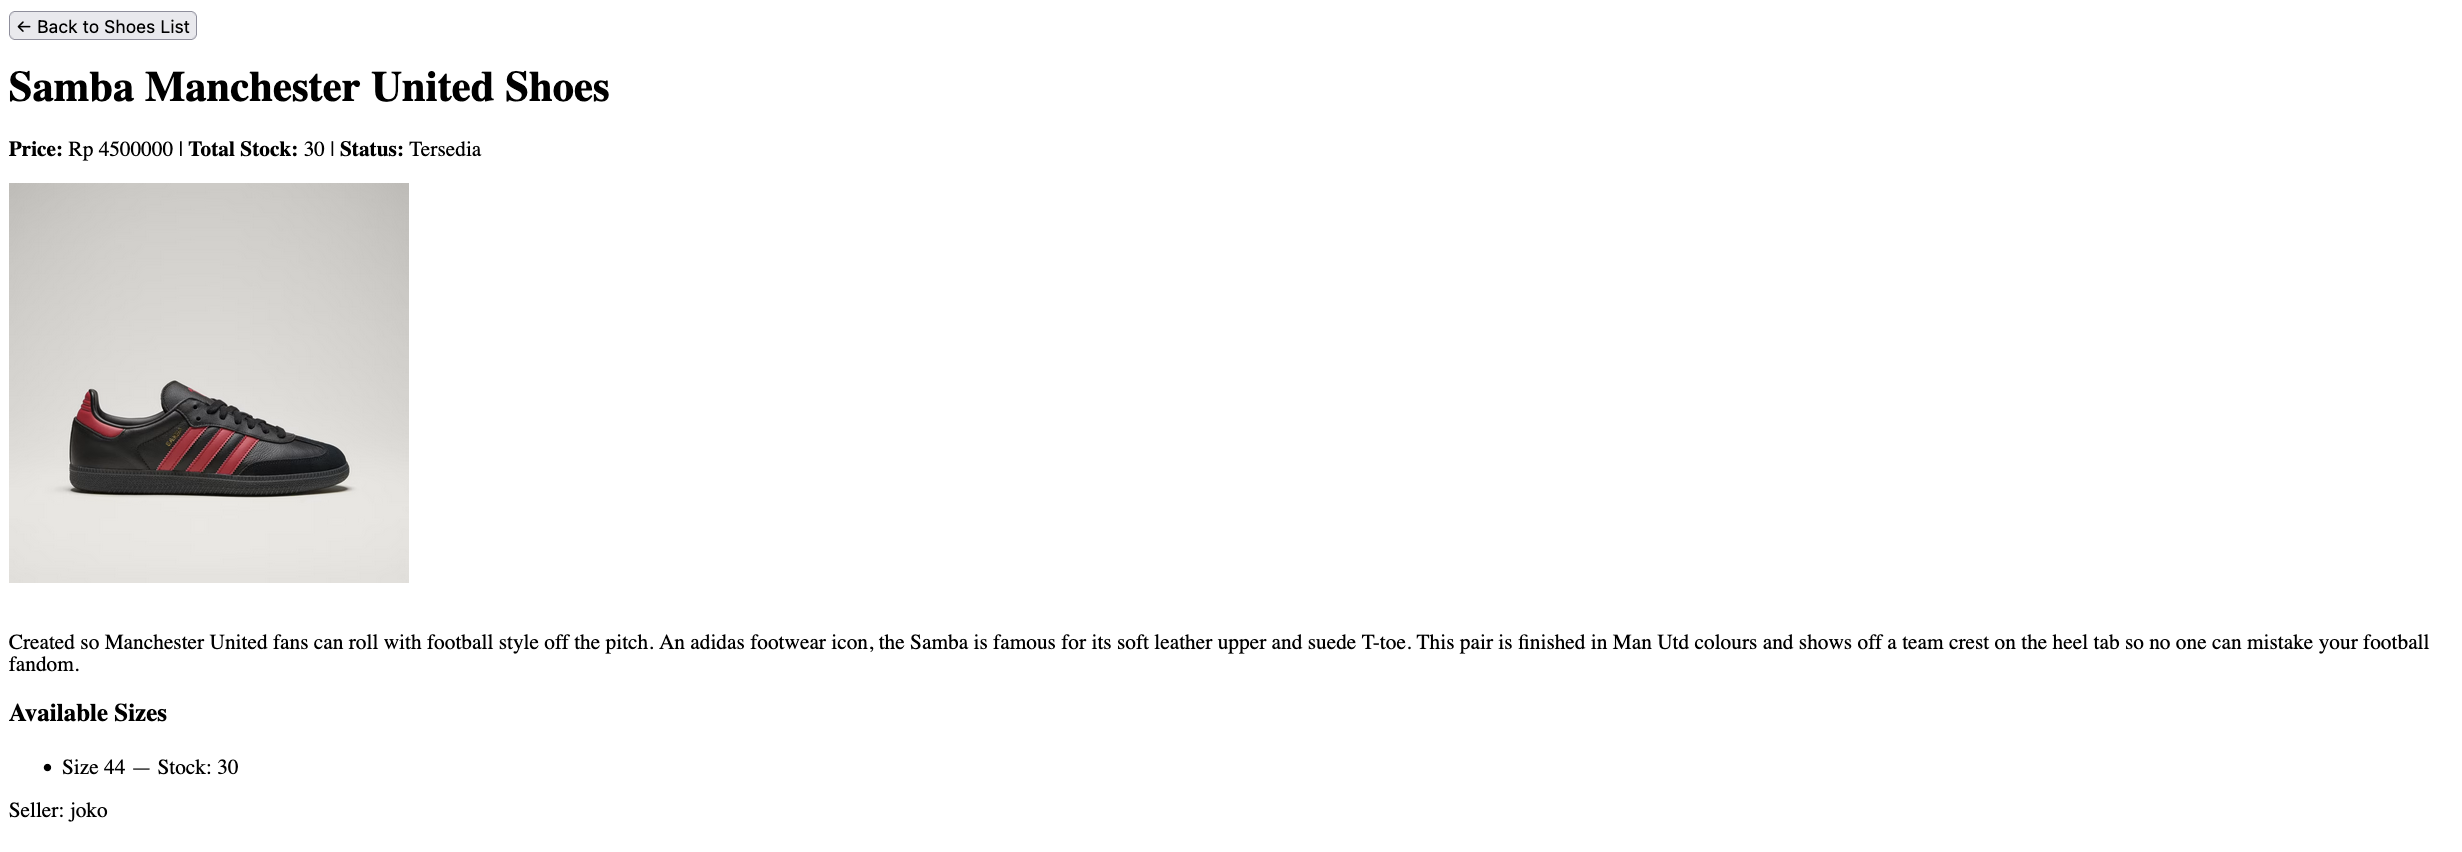 ← Back to Shoes List
Samba Manchester United Shoes
Price: Rp 4500000 | Total Stock: 30 | Status: Tersedia
Created so Manchester United fans can roll with football style off the pitch. An adidas footwear icon, the Samba is famous for its soft leather upper and suede T-toe. This pair is finished in Man Utd colours and shows off a team crest on the heel tab so no one can mistake your football
fandom.
Available Sizes
• Size 44 — Stock: 30
Seller: joko